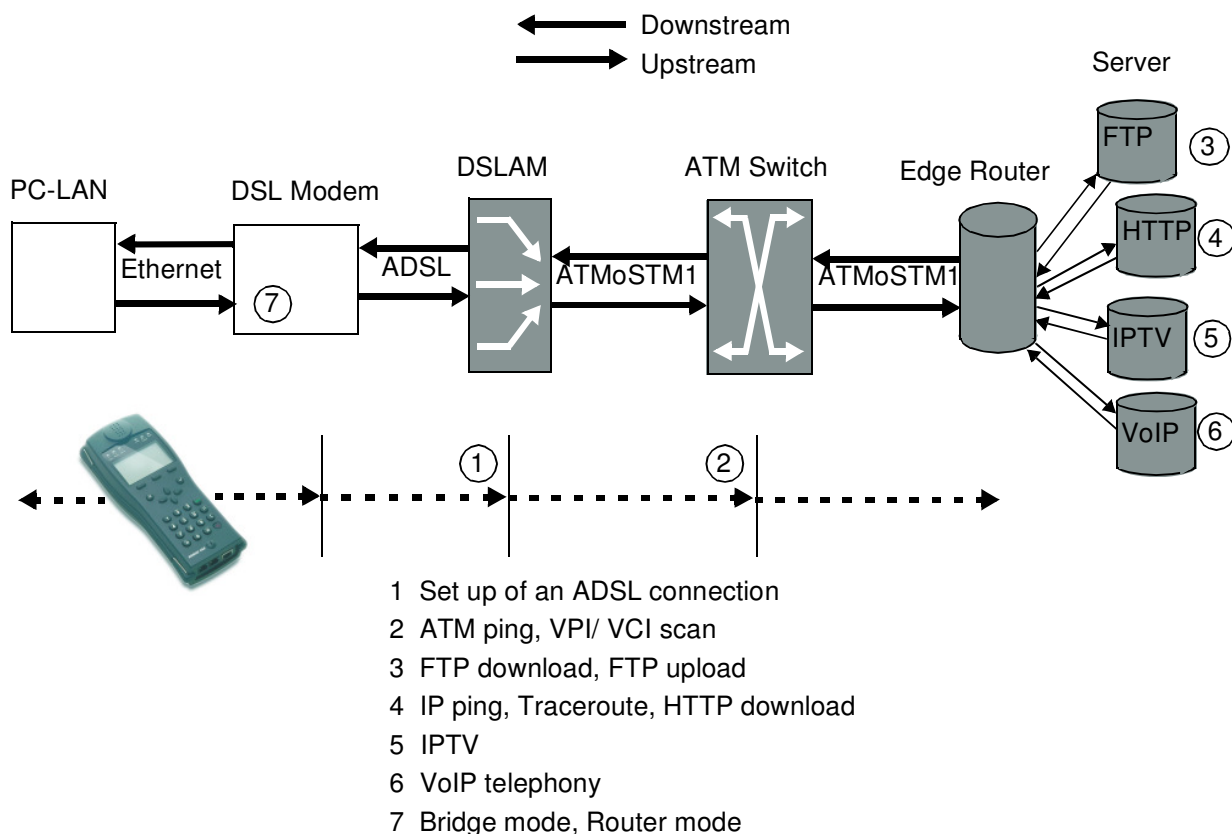 Downstream
Upstream
Server
FTP
3
DSLAM
ATM Switch
Edge Router
PC-LAN
DSL Modem
HTTP
4
Ethernet
ADSL
ATMoSTM1
ATMoSTM1
7
IPTV
5
VoIP
6
1
2
1 Set up of an ADSL connection
2 ATM ping, VPI/ VCI scan
3 FTP download, FTP upload
4 IP ping, Traceroute, HTTP download
5 IPTV
6 VoIP telephony
7 Bridge mode, Router mode